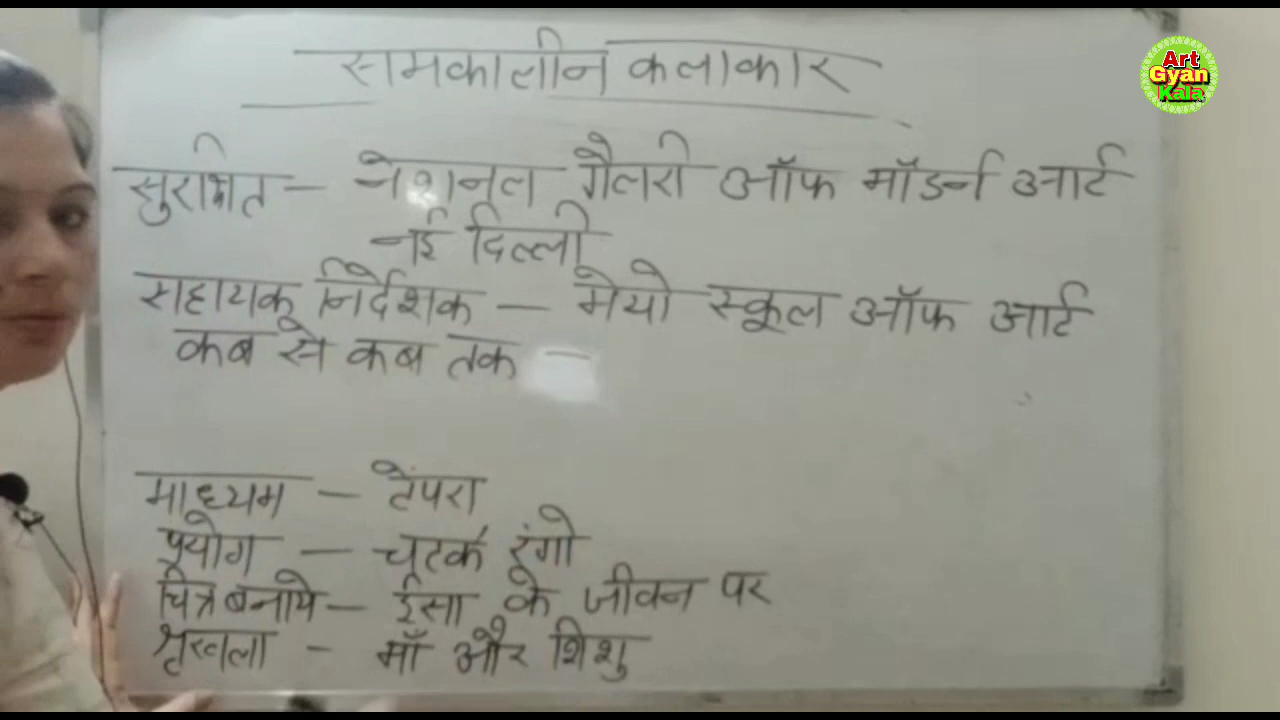 समकलीन कलाकार
Art
Gyan
Kala
सुरक्षित – नेशनल गैलरी ऑफ मॉडर्न आर्ट
नई दिल्ली
सहायक निर्देशक – मेयो स्कूल ऑफ आर्ट
कब से कब तक –
माध्यम – टेंपरा
प्रयोग – चटक रंगो
चित्र बनाये – ईसा के जीवन पर
श्रृखला – माँ और शिशु